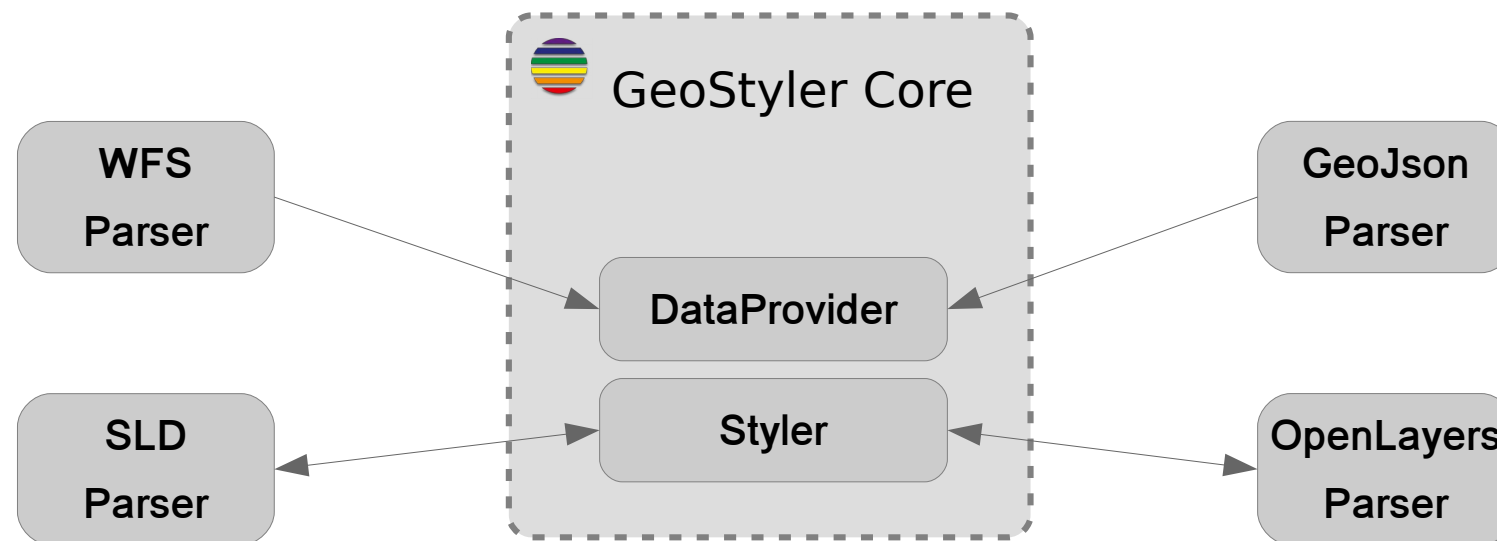 GeoStyler Core
WFS
Parser
GeoJson
Parser
DataProvider
SLD
Parser
Styler
OpenLayers
Parser